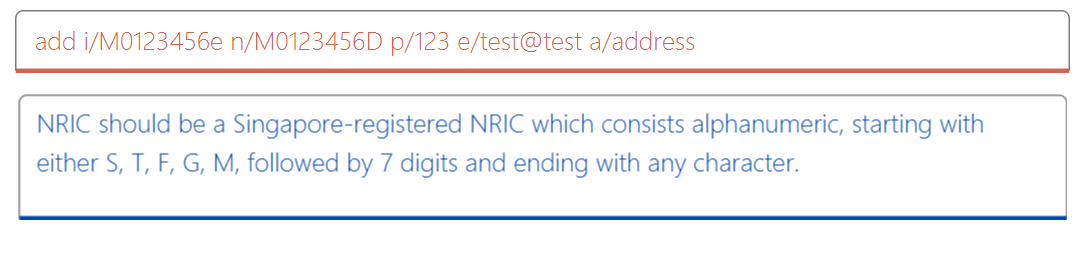 add i/M0123456e n/M0123456D p/123 e/test@test a/address
NRIC should be a Singapore-registered NRIC which consists alphanumeric, starting with
either S, T, F, G, M, followed by 7 digits and ending with any character.